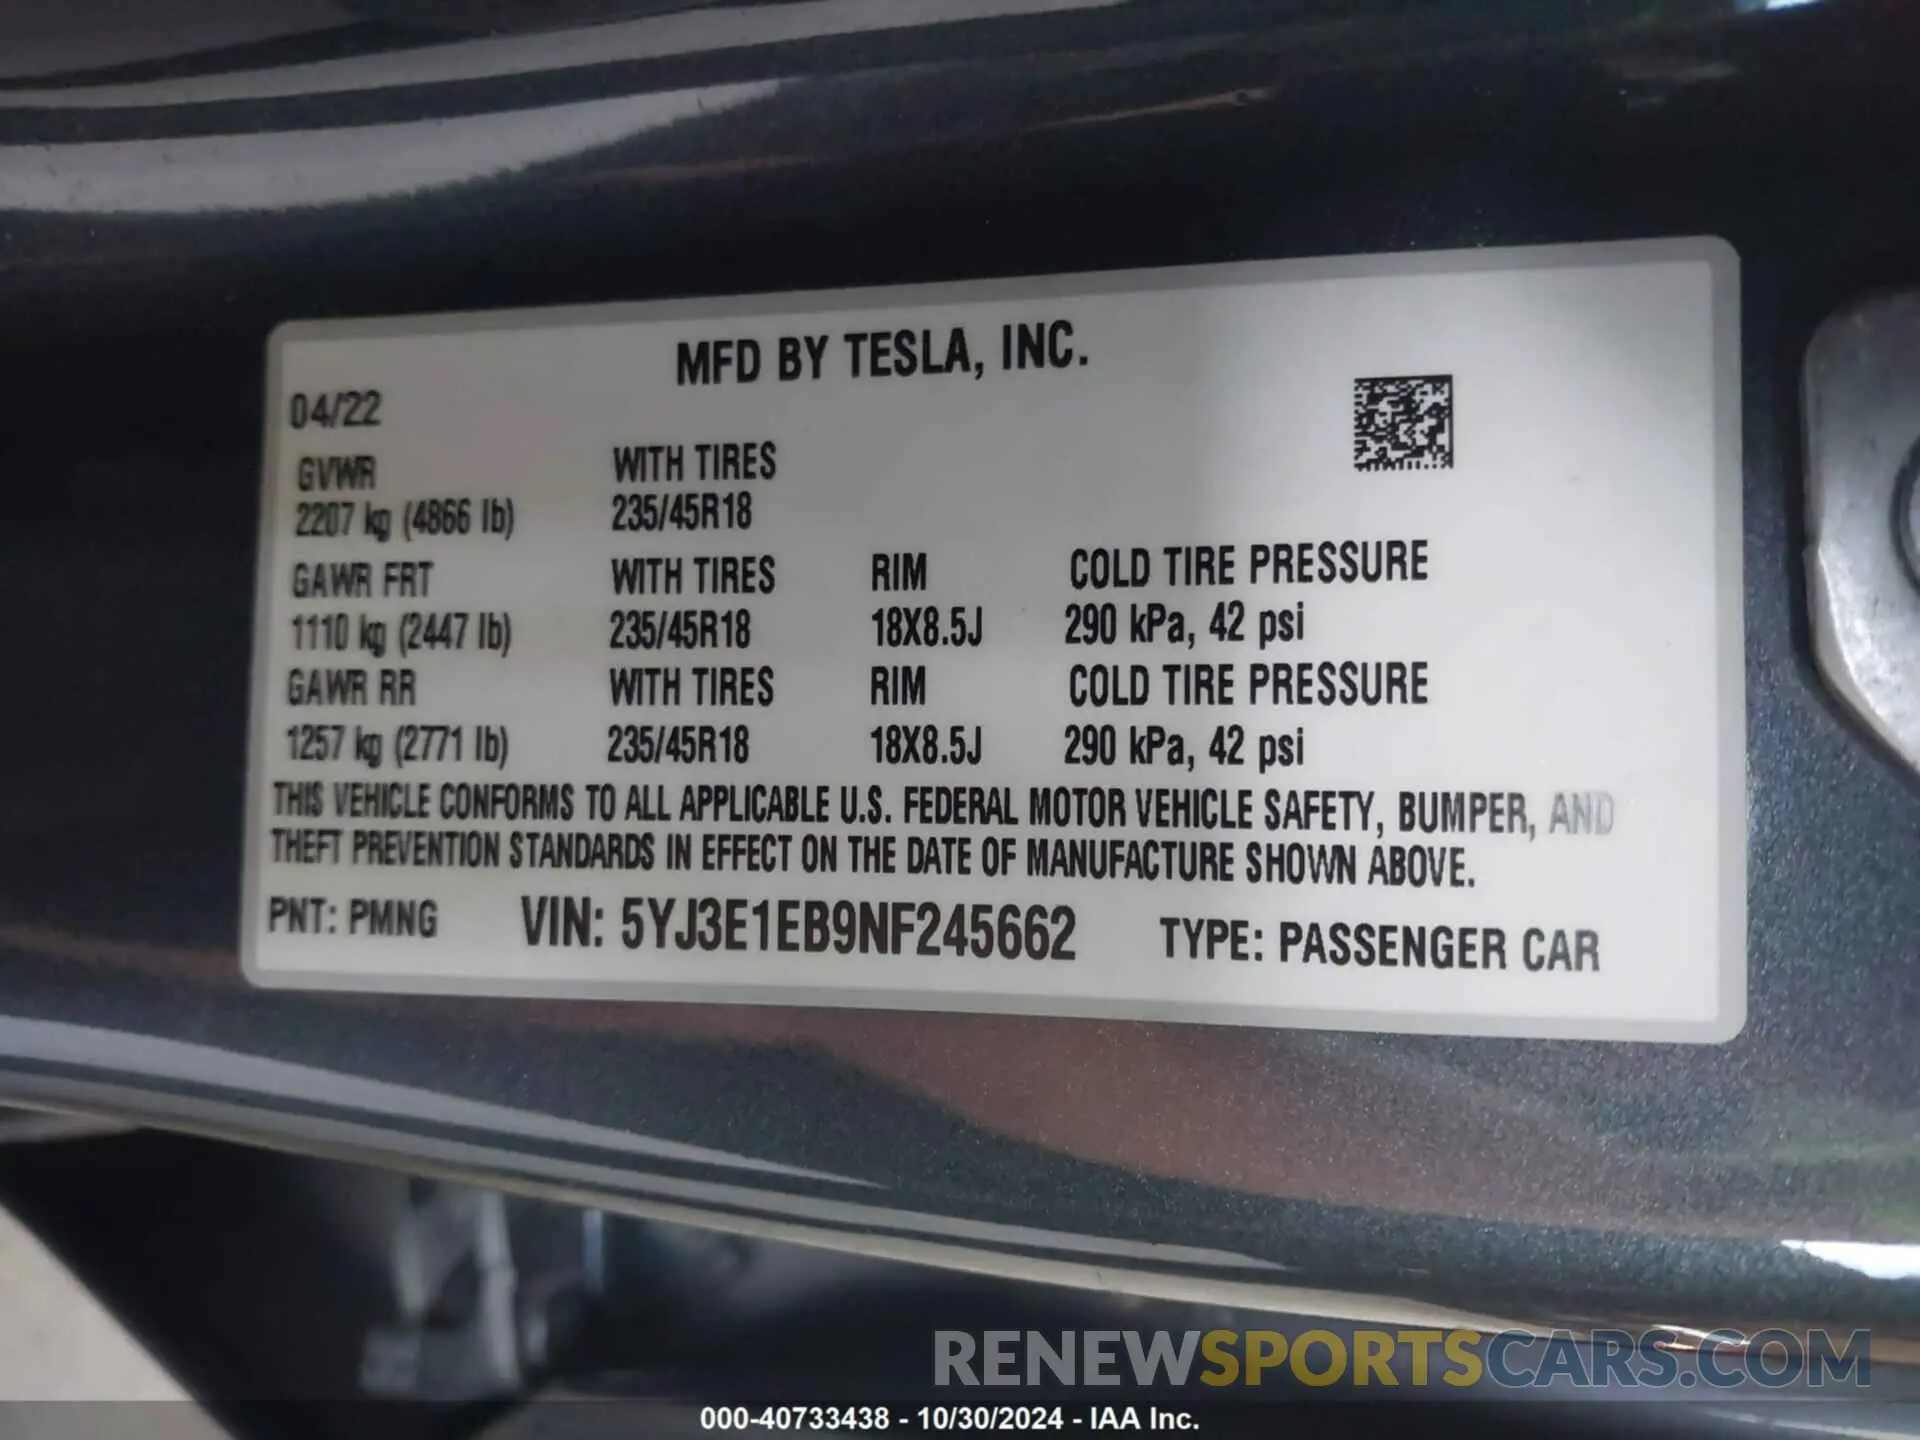 MFD BY TESLA, INC.
04/22
GVWR WITH TIRES
2207 kg (4866 lb) 235/45R18
GAWR FRT WITH TIRES RIM COLD TIRE PRESSURE
1110 kg (2447 lb) 235/45R18 18X8.5J 290 kPa, 42 psi
GAWR RR WITH TIRES RIM COLD TIRE PRESSURE
1257 kg (2771 lb) 235/45R18 18X8.5J 290 kPa, 42 psi
THIS VEHICLE CONFORMS TO ALL APPLICABLE U.S. FEDERAL MOTOR VEHICLE SAFETY, BUMPER, AND
THEFT PREVENTION STANDARDS IN EFFECT ON THE DATE OF MANUFACTURE SHOWN ABOVE.
PNT: PMNG VIN: 5YJ3E1EB9NF245662 TYPE: PASSENGER CAR
RENEWSPORTSCARS.COM
000-40733438 - 10/30/2024 - IAA Inc.